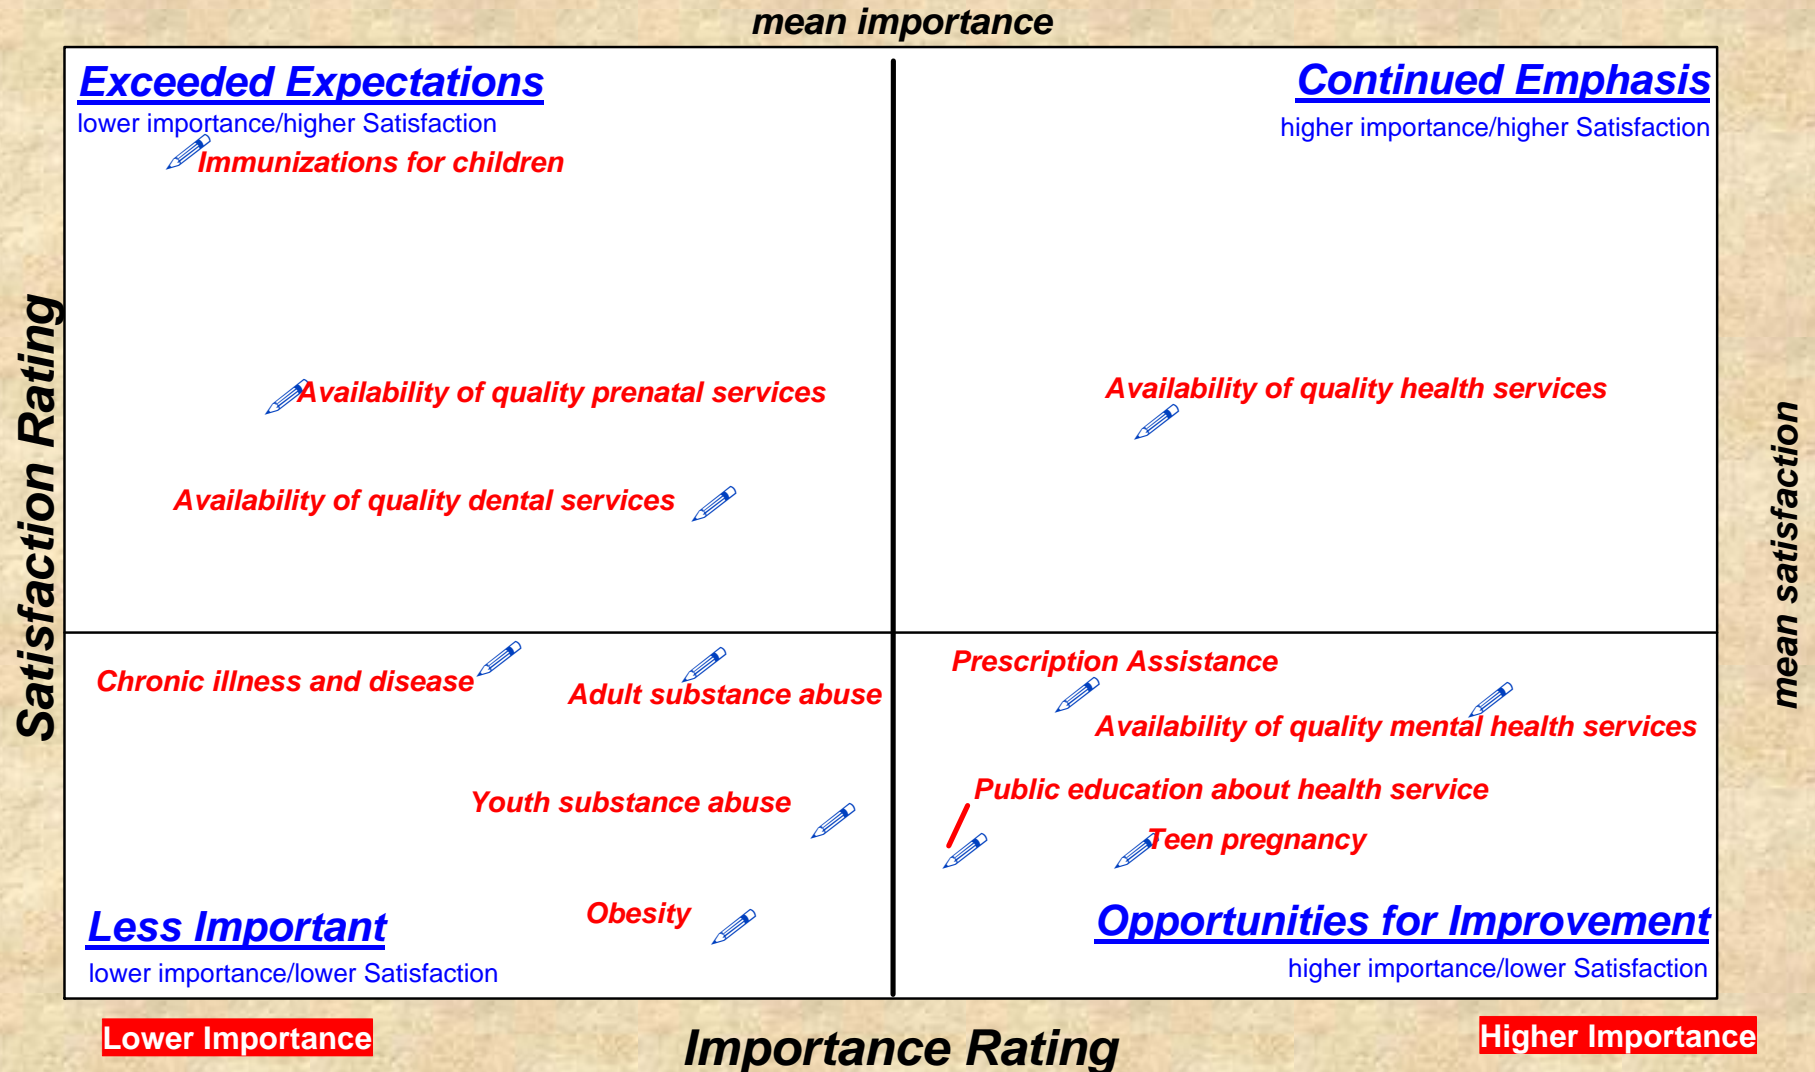 mean importance
Exceeded Expectations
lower importance/higher Satisfaction
Continued Emphasis
higher importance/higher Satisfaction
Immunizations for children
Availability of quality prenatal services
Availability of quality health services
Availability of quality dental services
Satisfaction Rating
mean satisfaction
Chronic illness and disease
Adult substance abuse
Prescription Assistance
Availability of quality mental health services
Youth substance abuse
Public education about health service
Teen pregnancy
Obesity
Less Important
lower importance/lower Satisfaction
Opportunities for Improvement
higher importance/lower Satisfaction
Lower Importance
Importance Rating
Higher Importance